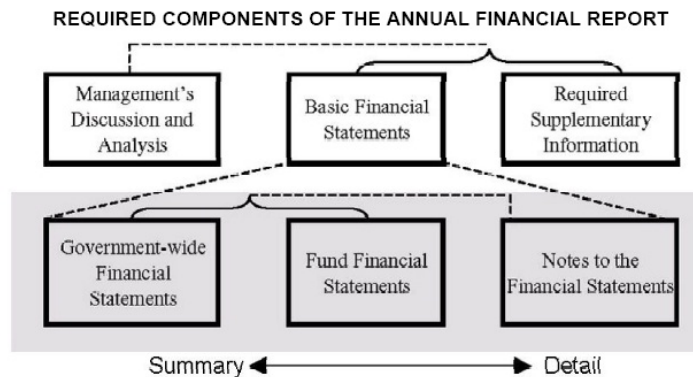 REQUIRED COMPONENTS OF THE ANNUAL FINANCIAL REPORT
Management's
Discussion and
Analysis
Basic Financial
Statements
Required
Supplementary
Information
Government-wide
Financial
Statements
Fund Financial
Statements
Notes to the
Financial Statements
Summary
Detail